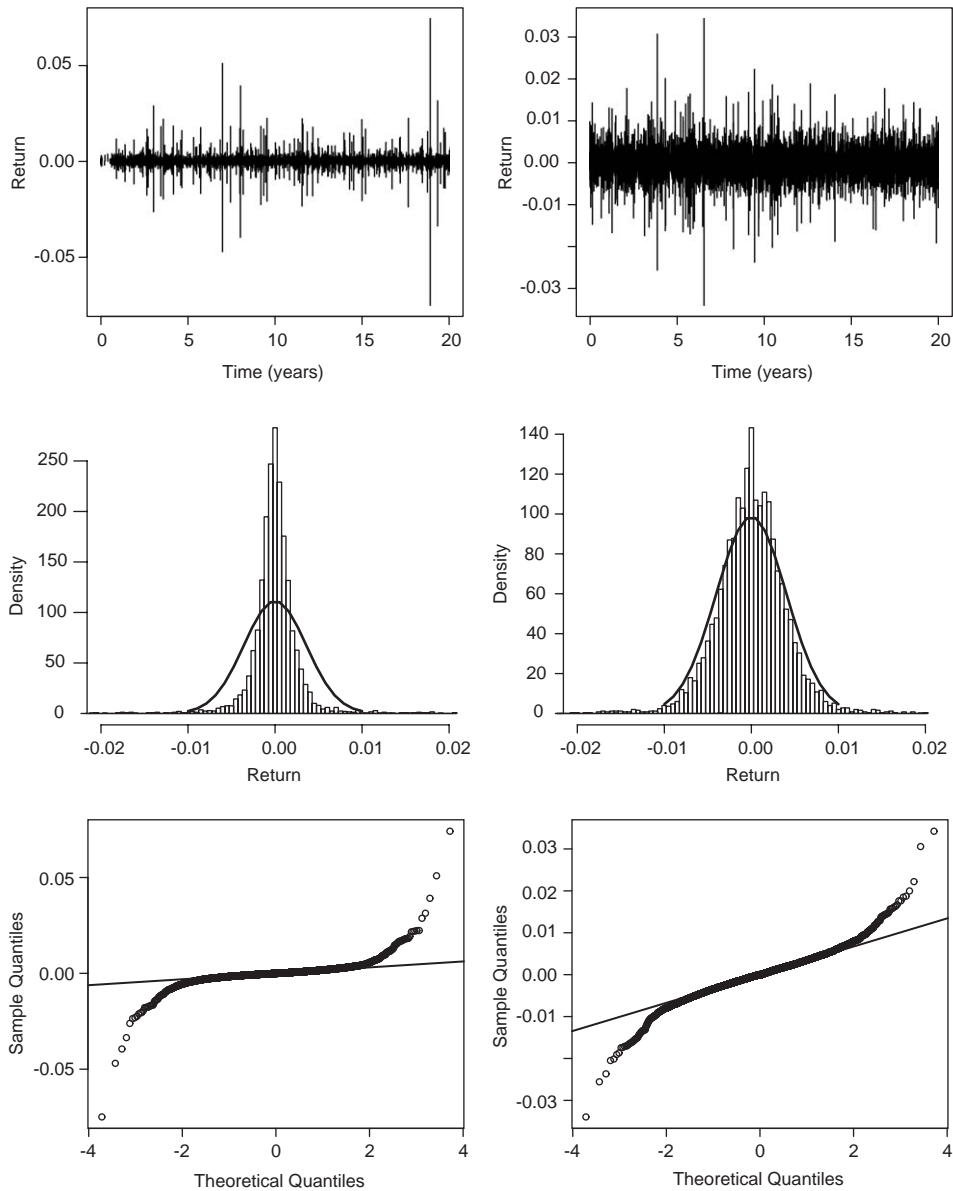 Return
0.05
0.00
-0.05
0 5 10 15 20
Time (years)
Return
0.03
0.02
0.01
0.00
-0.01
-0.03
0 5 10 15 20
Time (years)
Density
250
200
150
100
50
0
-0.02 -0.01 0.00 0.01 0.02
Return
Density
140
120
100
80
60
40
20
0
-0.02 -0.01 0.00 0.01 0.02
Return
Sample Quantiles
0.05
0.00
-0.05
-4 -2 0 2 4
Theoretical Quantiles
Sample Quantiles
0.03
0.02
0.01
0.00
-0.01
-0.03
-4 -2 0 2 4
Theoretical Quantiles